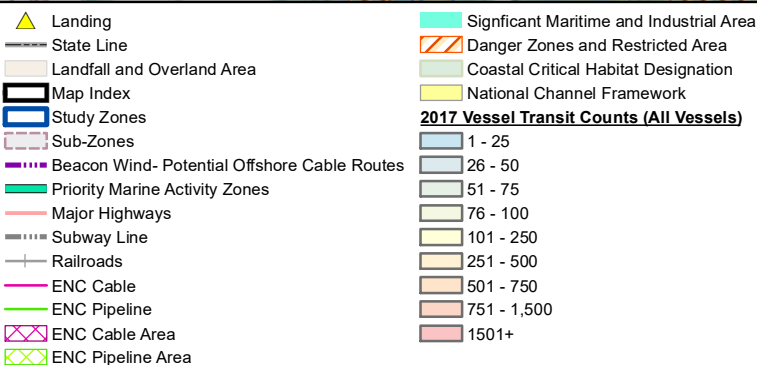 Landing
State Line
Landfall and Overland Area
Map Index
Study Zones
Sub-Zones
Beacon Wind- Potential Offshore Cable Routes
Priority Marine Activity Zones
Major Highways
Subway Line
Railroads
ENC Cable
ENC Pipeline
ENC Cable Area
ENC Pipeline Area
Signficant Maritime and Industrial Area
Danger Zones and Restricted Area
Coastal Critical Habitat Designation
National Channel Framework
2017 Vessel Transit Counts (All Vessels)
1 - 25
26 - 50
51 - 75
76 - 100
101 - 250
251 - 500
501 - 750
751 - 1,500
1501+